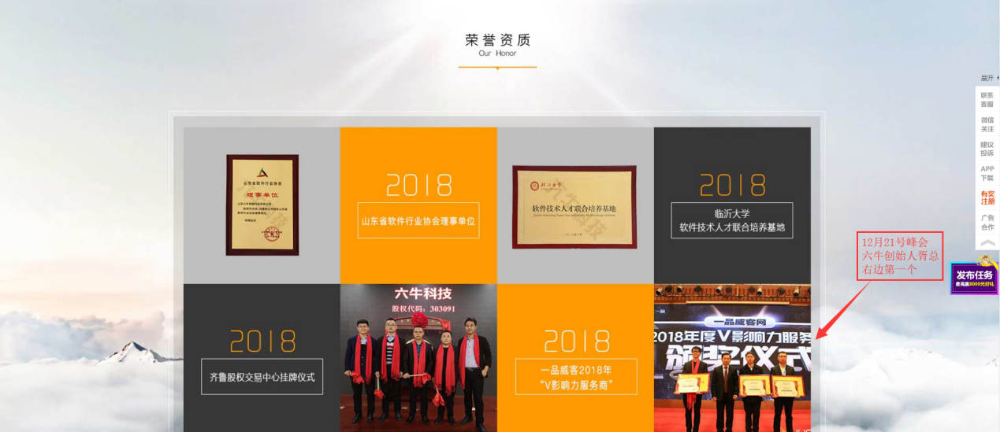 荣誉资质
Our Honor
展开
联系
客服
微信
关注
建议
投诉
APP
下载
有奖
注册
广告
合作
发布任务
最高赢8000元好礼
12月21号峰会
六牛创始人胥总
右边第一个
山东省软件行业协会
理事单位
2018
山东省软件行业协会理事单位
临沂大学
软件技术人才联合培养基地
2018
临沂大学
软件技术人才联合培养基地
2018
齐鲁股权交易中心挂牌仪式
六牛科技
股权代码：303091
2018
一品威客2018年
“V影响力服务商”
一品威客网
2018年度V影响力服务
颁奖仪式